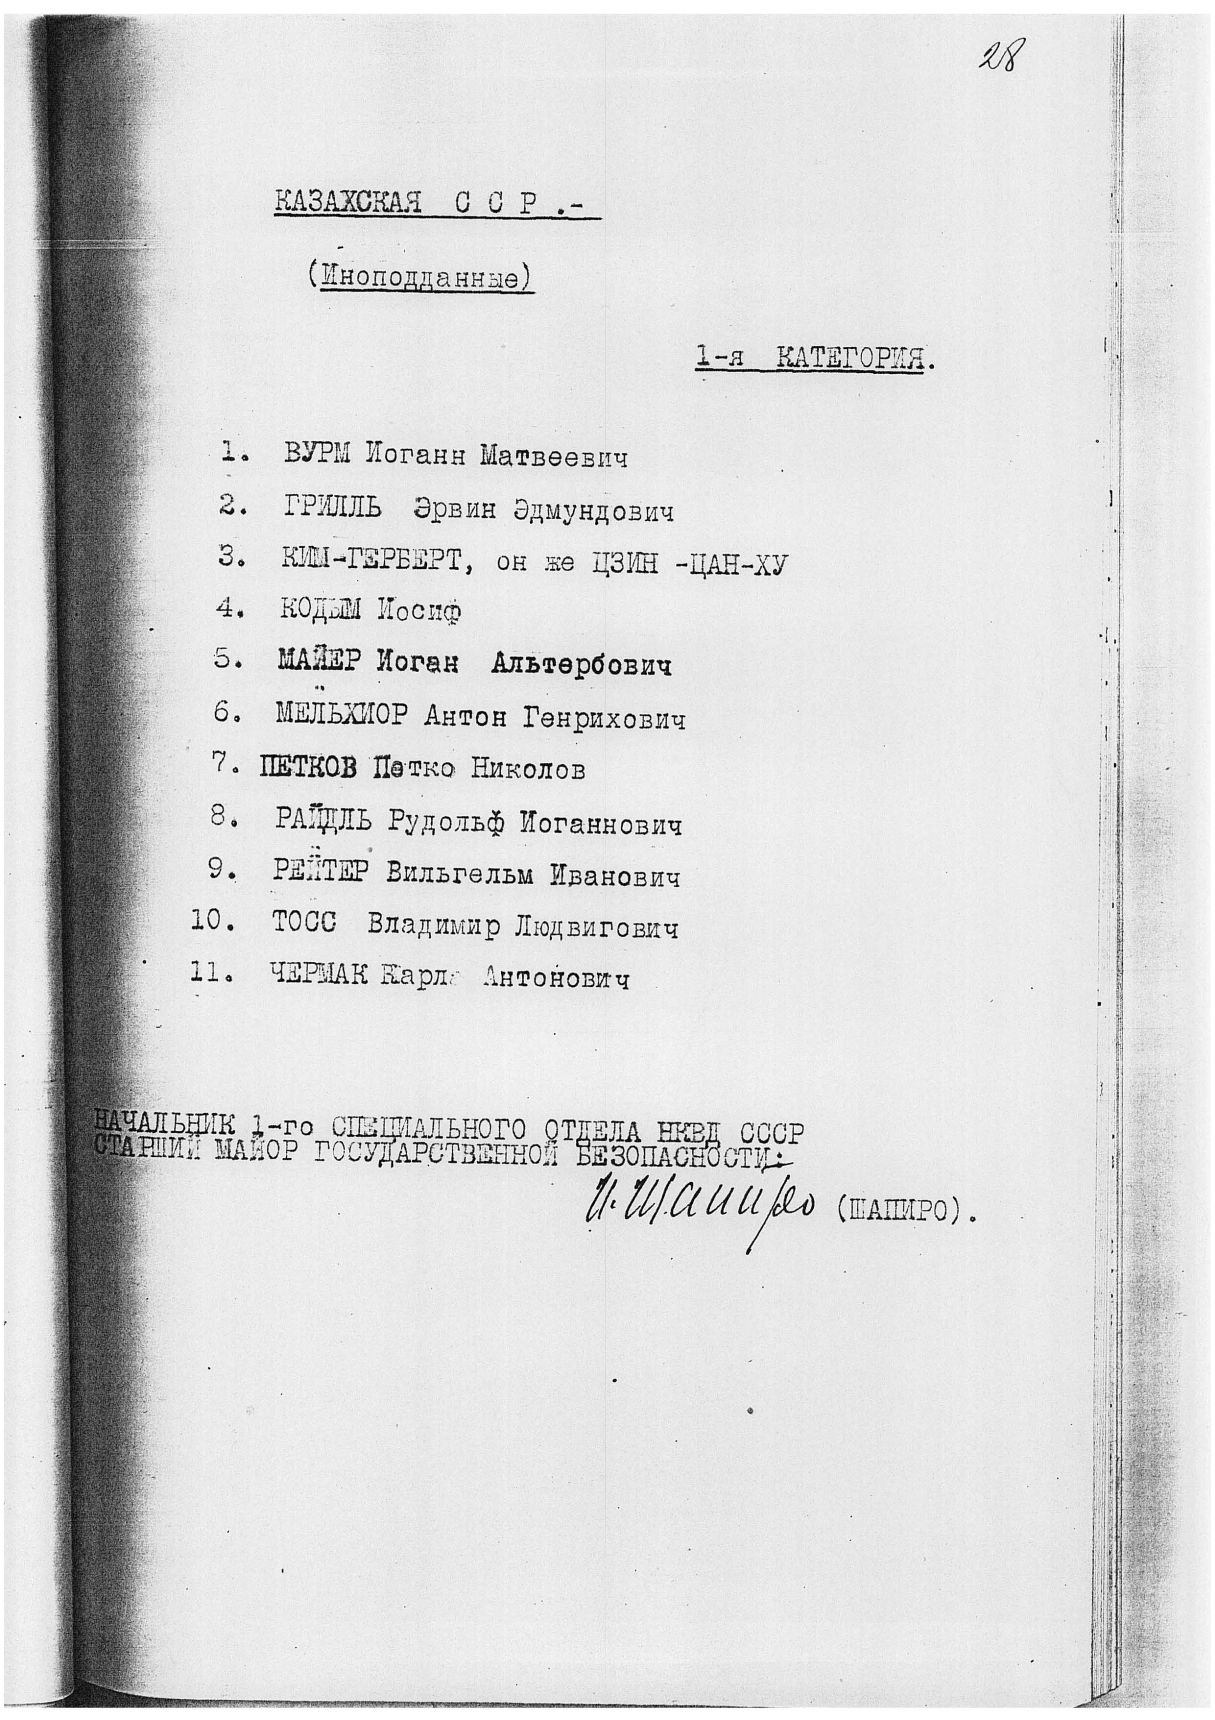 28
КАЗАХСКАЯ С С Р .-
(Иноподданные)
1-я КАТЕГОРИЯ.
1. ВУРМ Иоганн Матвеевич
2. ГРИЛЛЬ Эрвин Эдмундович
3. КИМ-ГЕРБЕРТ, он же ЦЗИН -ЦАН-ХУ
4. КОДЫМ Иосиф
5. МАЙЕР Иоган Альтербович
6. МЕЛЬХИОР Антон Генрихович
7. ПЕТКОВ Петко Николов
8. РАЙДЛЬ Рудольф Иоганнович
9. РЕЙТЕР Вильгельм Иванович
10. ТОСС Владимир Людвигович
11. ЧЕРМАК Карл Антонович
НАЧАЛЬНИК 1-го СПЕЦИАЛЬНОГО ОТДЕЛА НКВД СССР
СТАРШИЙ МАЙОР ГОСУДАРСТВЕННОЙ БЕЗОПАСНОСТИ:
И. Шапиро (ШАПИРО).